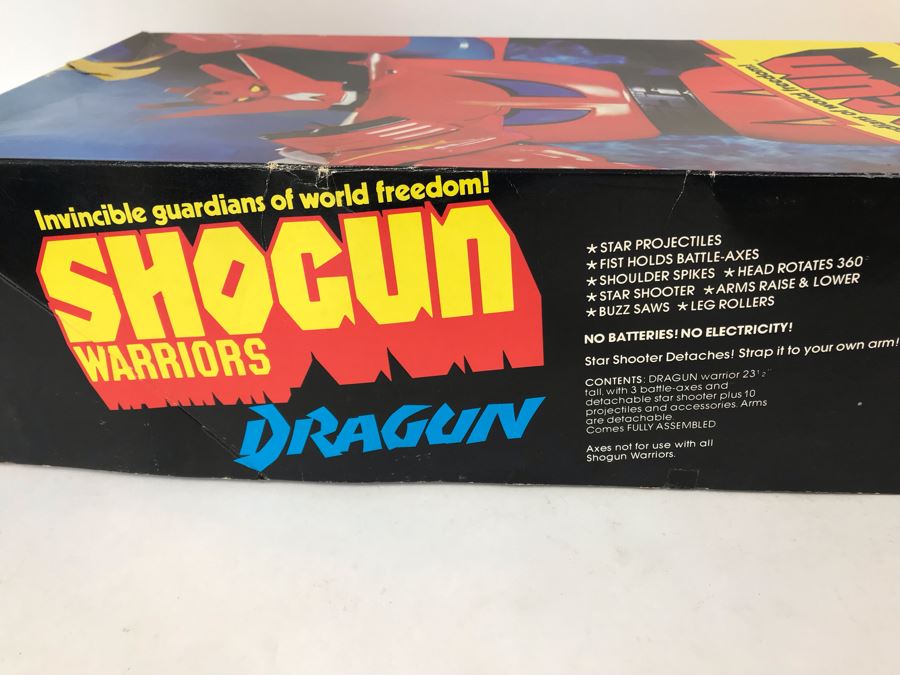 Invincible guardians of world freedom!
SHOGUN
WARRIORS
DRAGUN
★ STAR PROJECTILES
★ FIST HOLDS BATTLE-AXES
★ SHOULDER SPIKES ★ HEAD ROTATES 360°
★ STAR SHOOTER ★ ARMS RAISE & LOWER
★ BUZZ SAWS ★ LEG ROLLERS
NO BATTERIES! NO ELECTRICITY!
Star Shooter Detaches! Strap it to your own arm!
CONTENTS: DRAGUN warrior 23½"
tall, with 3 battle-axes and
detachable star shooter plus 10
projectiles and accessories. Arms
are detachable.
Comes FULLY ASSEMBLED
Axes not for use with all
Shogun Warriors.
of world freedom!